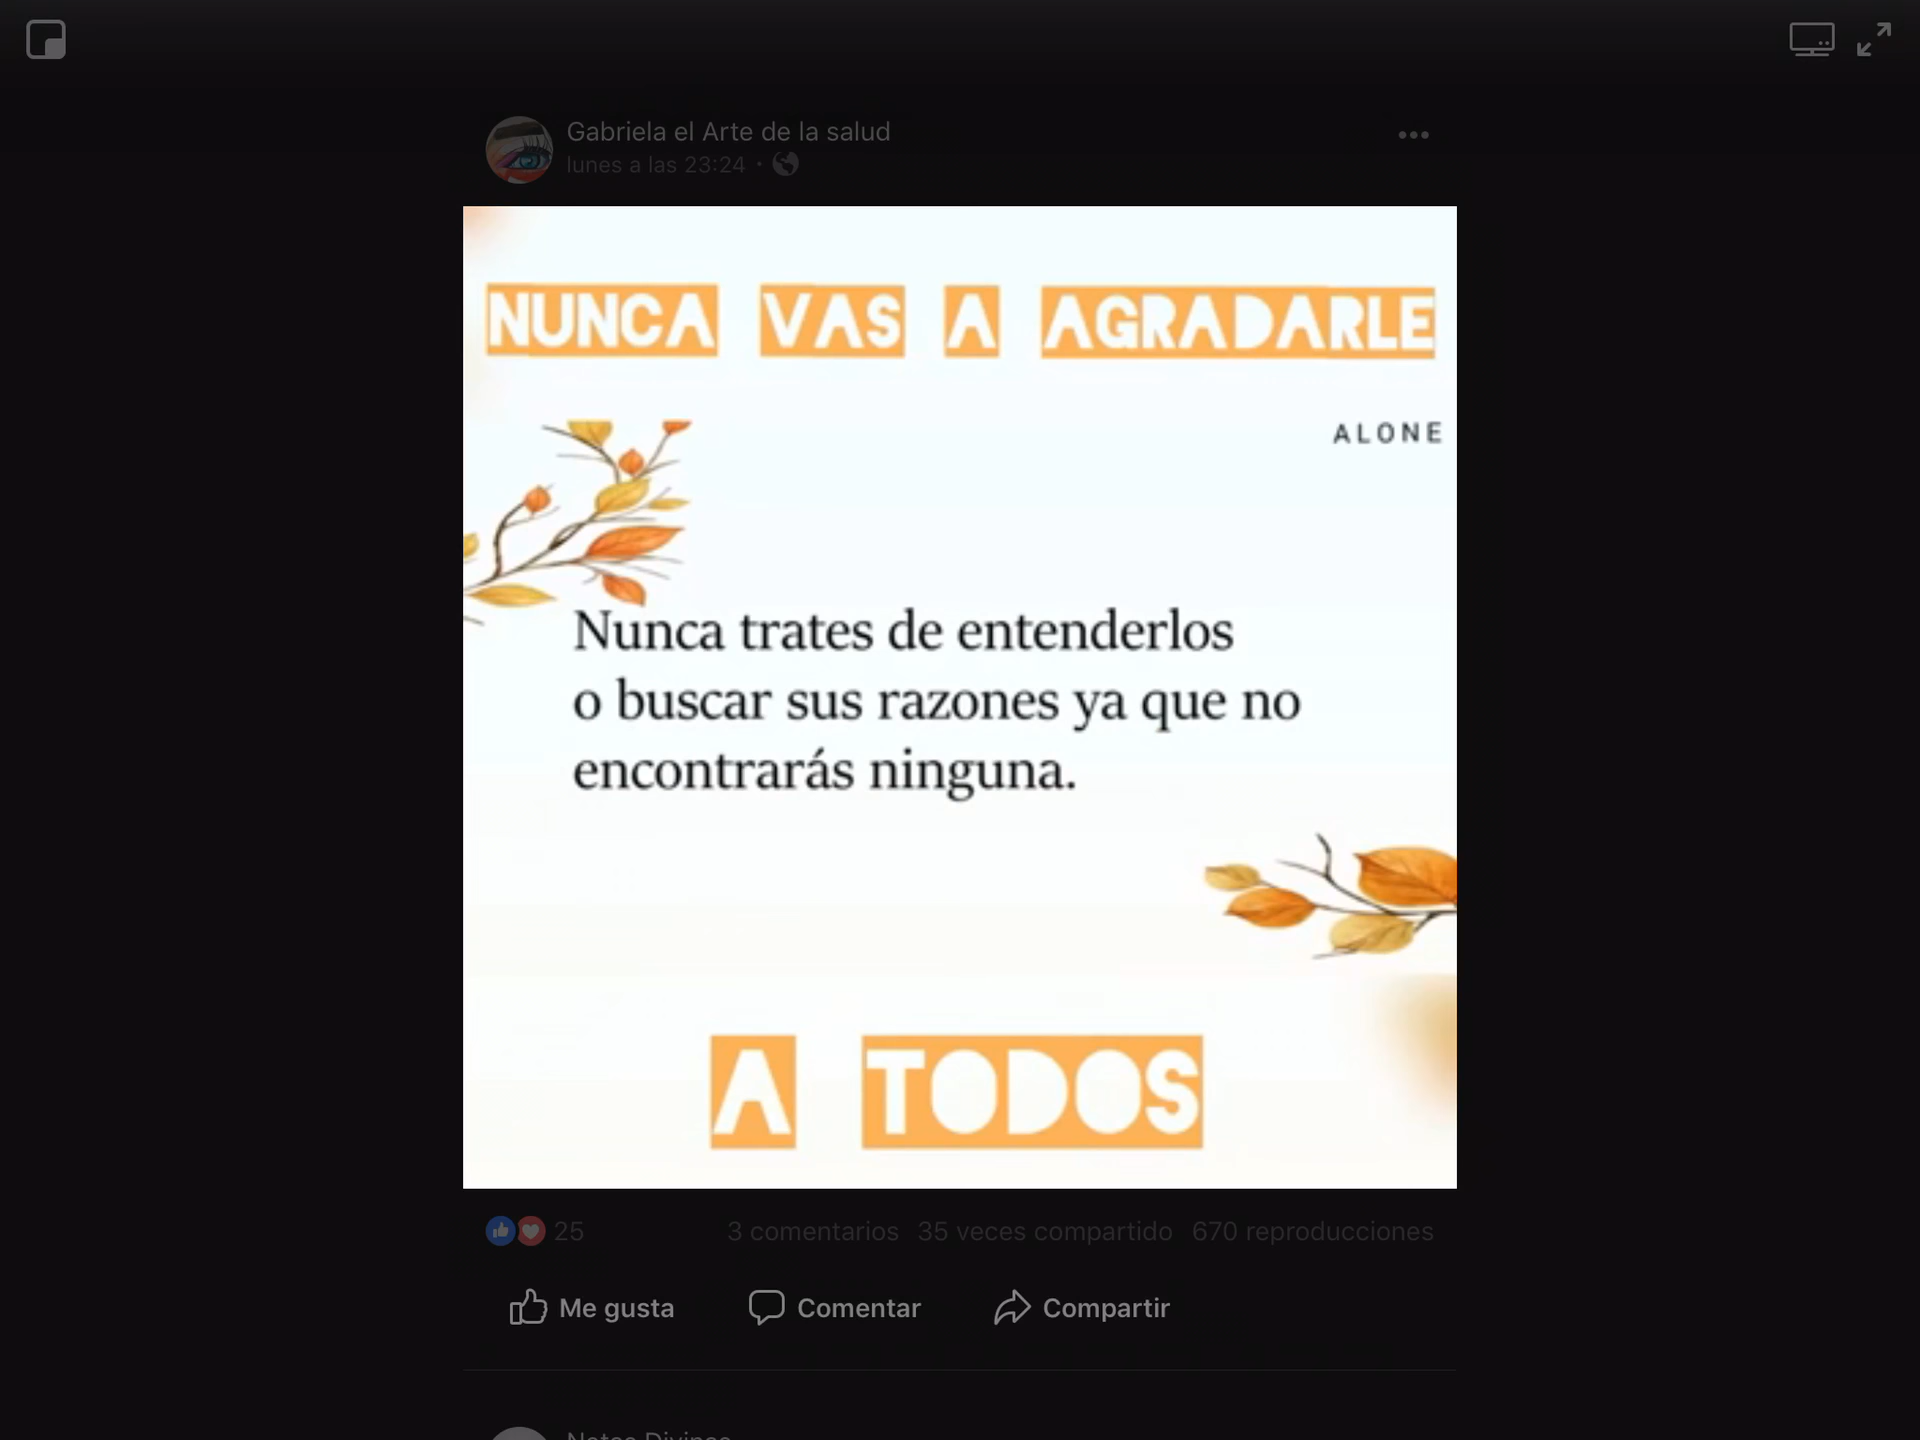 Gabriela el Arte de la salud
lunes a las 23:24 ·
NUNCA VAS A AGRADARLE
ALONE
Nunca trates de entenderlos
o buscar sus razones ya que no
encontrarás ninguna.
A TODOS
25 3 comentarios 35 veces compartido 670 reproducciones
Me gusta Comentar Compartir